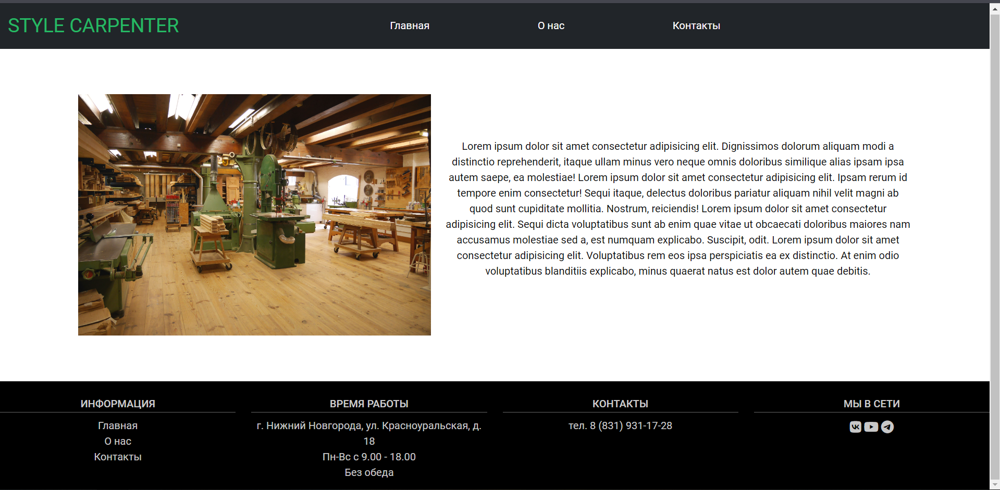 STYLE CARPENTER
Главная
О нас
Контакты
Lorem ipsum dolor sit amet consectetur adipisicing elit. Dignissimos dolorum aliquam modi a
distinctio reprehenderit, itaque ullam minus vero neque omnis doloribus similique alias ipsam ipsa
autem saepe, ea molestiae! Lorem ipsum dolor sit amet consectetur adipisicing elit. Ipsam rerum id
tempore enim consectetur! Sequi itaque, delectus doloribus pariatur aliquam nihil velit magni ab
quod sunt cupiditate mollitia. Nostrum, reiciendis! Lorem ipsum dolor sit amet consectetur
adipisicing elit. Sequi dicta voluptatibus sunt ab enim quae vitae ut obcaecati doloribus maiores nam
accusamus molestiae sed a, est numquam explicabo. Suscipit, odit. Lorem ipsum dolor sit amet
consectetur adipisicing elit. Voluptatibus rem eos ipsa perspiciatis ea ex distinctio. At enim odio
voluptatibus blanditiis explicabo, minus quaerat natus est dolor autem quae debitis.
ИНФОРМАЦИЯ
Главная
О нас
Контакты
ВРЕМЯ РАБОТЫ
г. Нижний Новгорода, ул. Красноуральская, д.
18
Пн-Вс с 9.00 - 18.00
Без обеда
КОНТАКТЫ
тел. 8 (831) 931-17-28
МЫ В СЕТИ